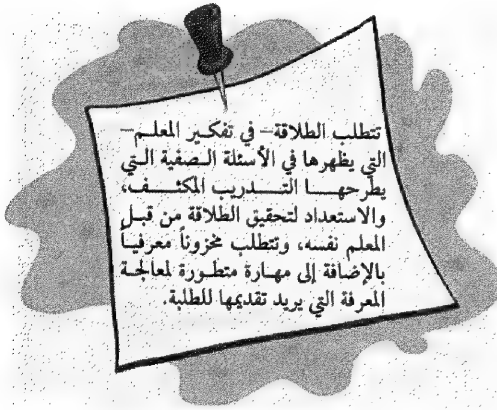 تتطلب الطلاقة– في تفكير المعلم–
التي يظهرها في الأسئلة الصفية التي
يطرحها التدريب المكثف،
والاستعداد لتحقيق الطلاقة من قبل
المعلم نفسه، وتتطلب مخزوناً معرفياً
بالإضافة إلى مهارة متطورة لمعالجة
المعرفة التي يريد تقديمها للطلبة.